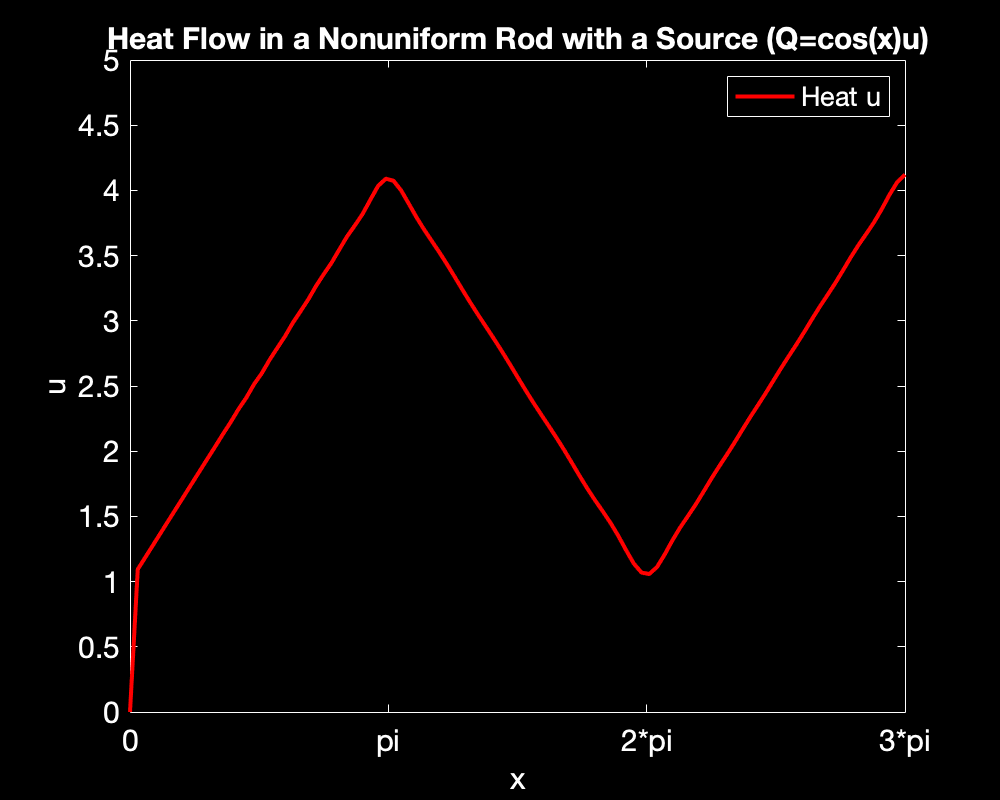 Heat Flow in a Nonuniform Rod with a Source (Q=cos(x)u)
Heat u
5
4.5
4
3.5
3
2.5
2
1.5
1
0.5
0
u
0 pi 2*pi 3*pi
x